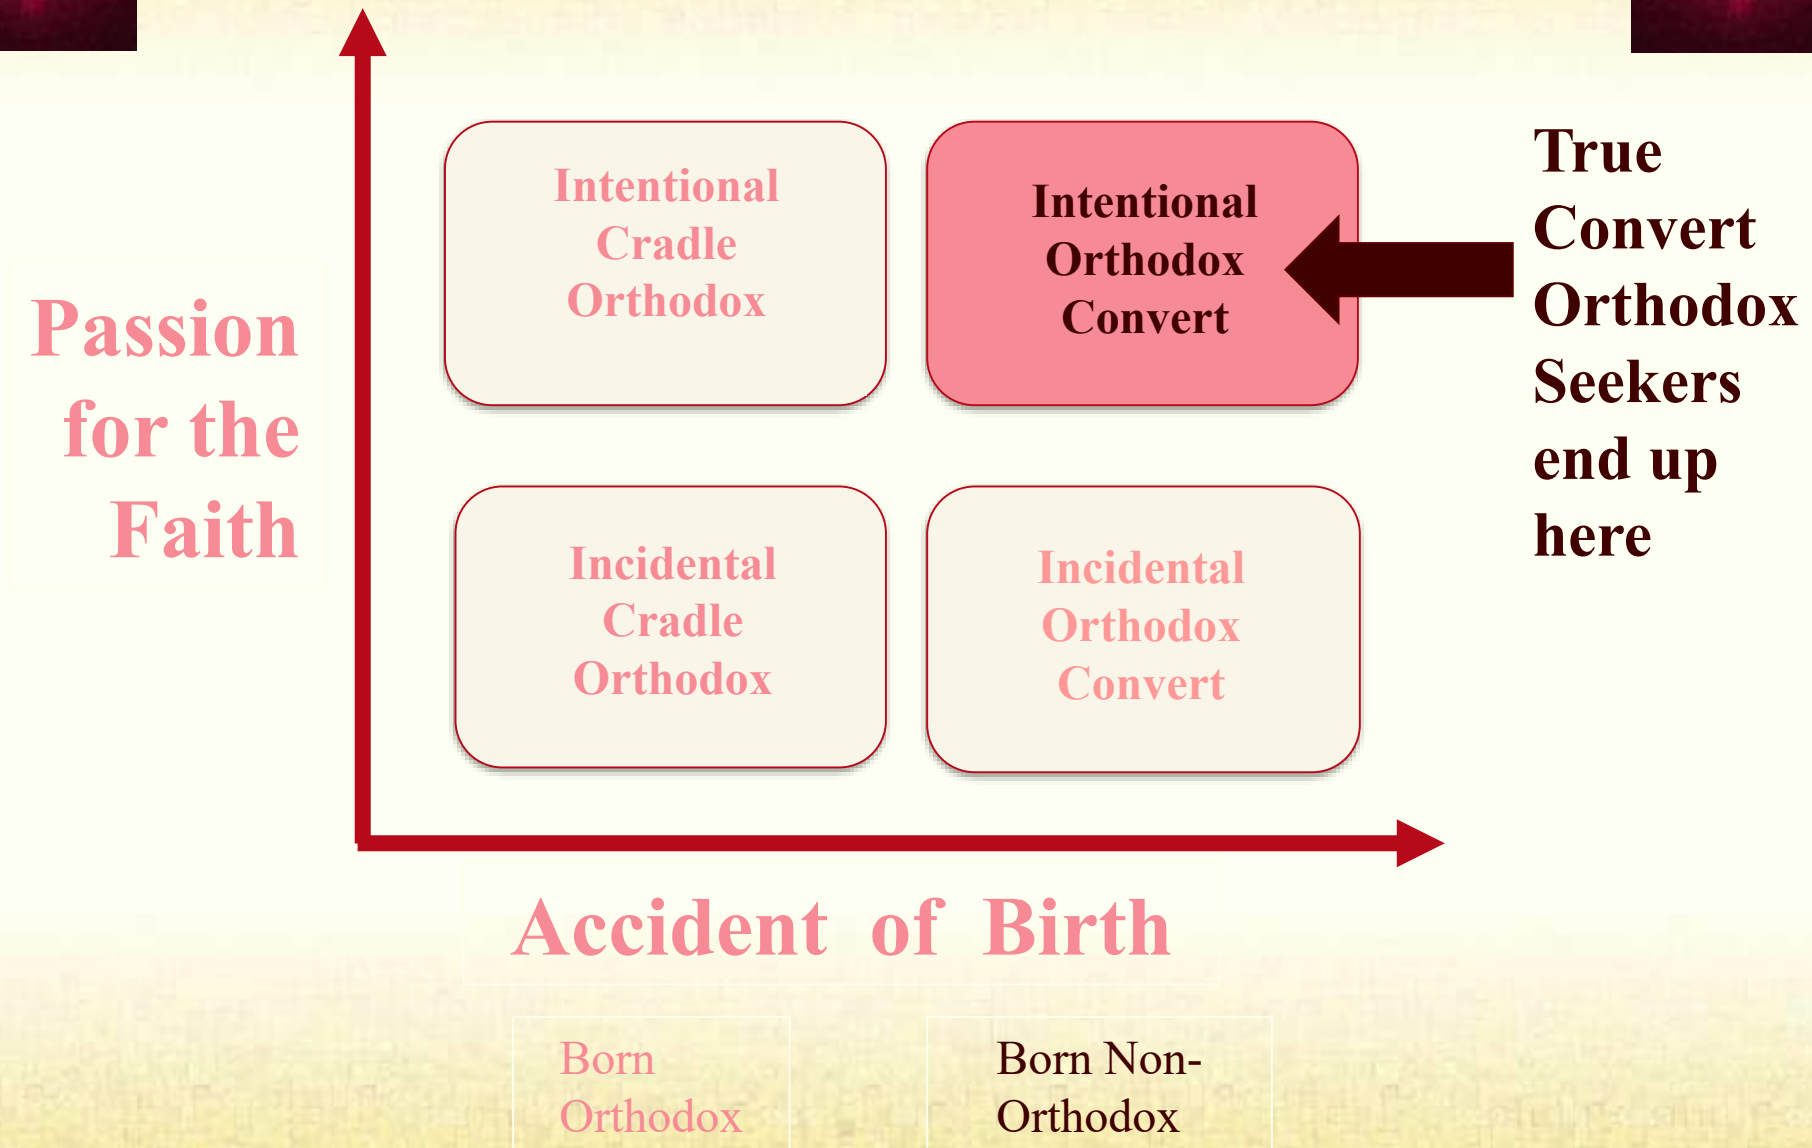 Passion
for the
Faith
Intentional
Cradle
Orthodox
Intentional
Orthodox
Convert
True
Convert
Orthodox
Seekers
end up
here
Incidental
Cradle
Orthodox
Incidental
Orthodox
Convert
Accident of Birth
Born
Orthodox
Born Non-
Orthodox